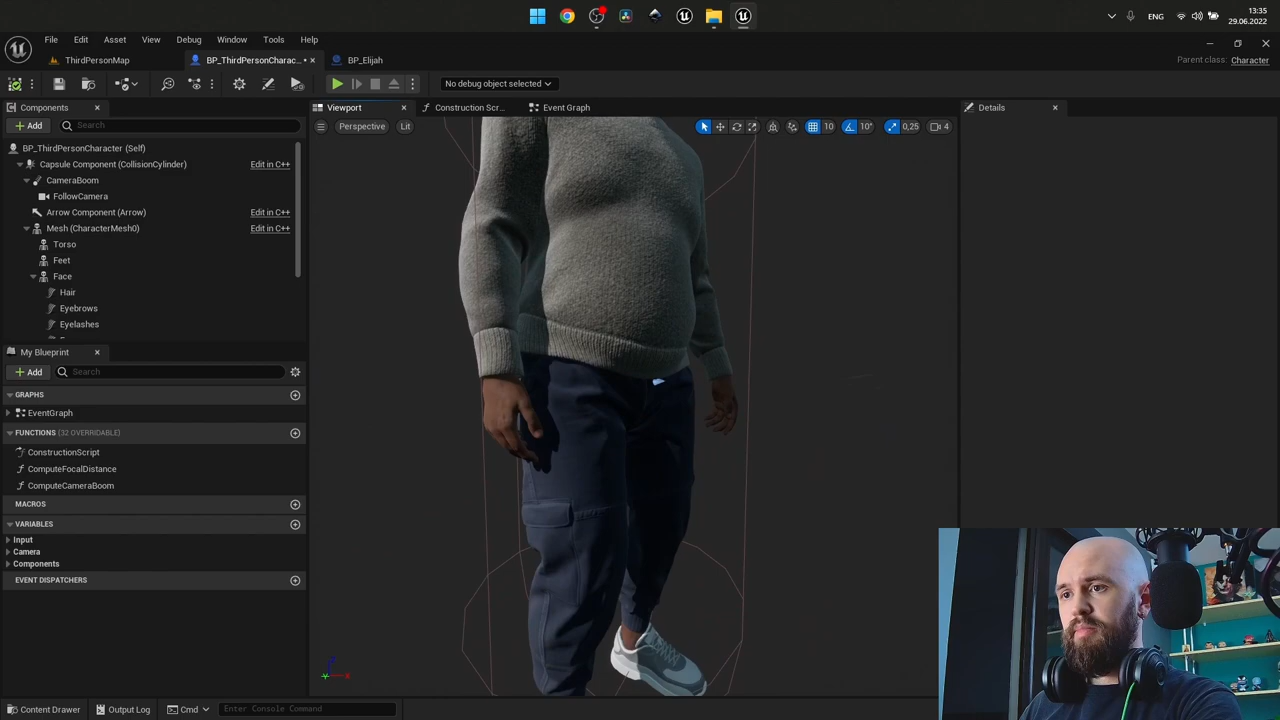 ENG
13:35
29.06.2022
File Edit Asset View Debug Window Tools Help
ThirdPersonMap
BP_ThirdPersonCharac...
BP_Elijah
Parent class: Character
No debug object selected
Components
Viewport
Construction Scr...
Event Graph
Details
Add
Search
Perspective
Lit
10
10°
0,25
4
BP_ThirdPersonCharacter (Self)
Capsule Component (CollisionCylinder) Edit in C++
CameraBoom
FollowCamera
Arrow Component (Arrow) Edit in C++
Mesh (CharacterMesh0) Edit in C++
Torso
Feet
Face
Hair
Eyebrows
Eyelashes
My Blueprint
Add
Search
GRAPHS
EventGraph
FUNCTIONS (32 OVERRIDABLE)
ConstructionScript
ComputeFocalDistance
ComputeCameraBoom
MACROS
VARIABLES
Input
Camera
Components
EVENT DISPATCHERS
Content Drawer
Output Log
Cmd
Enter Console Command